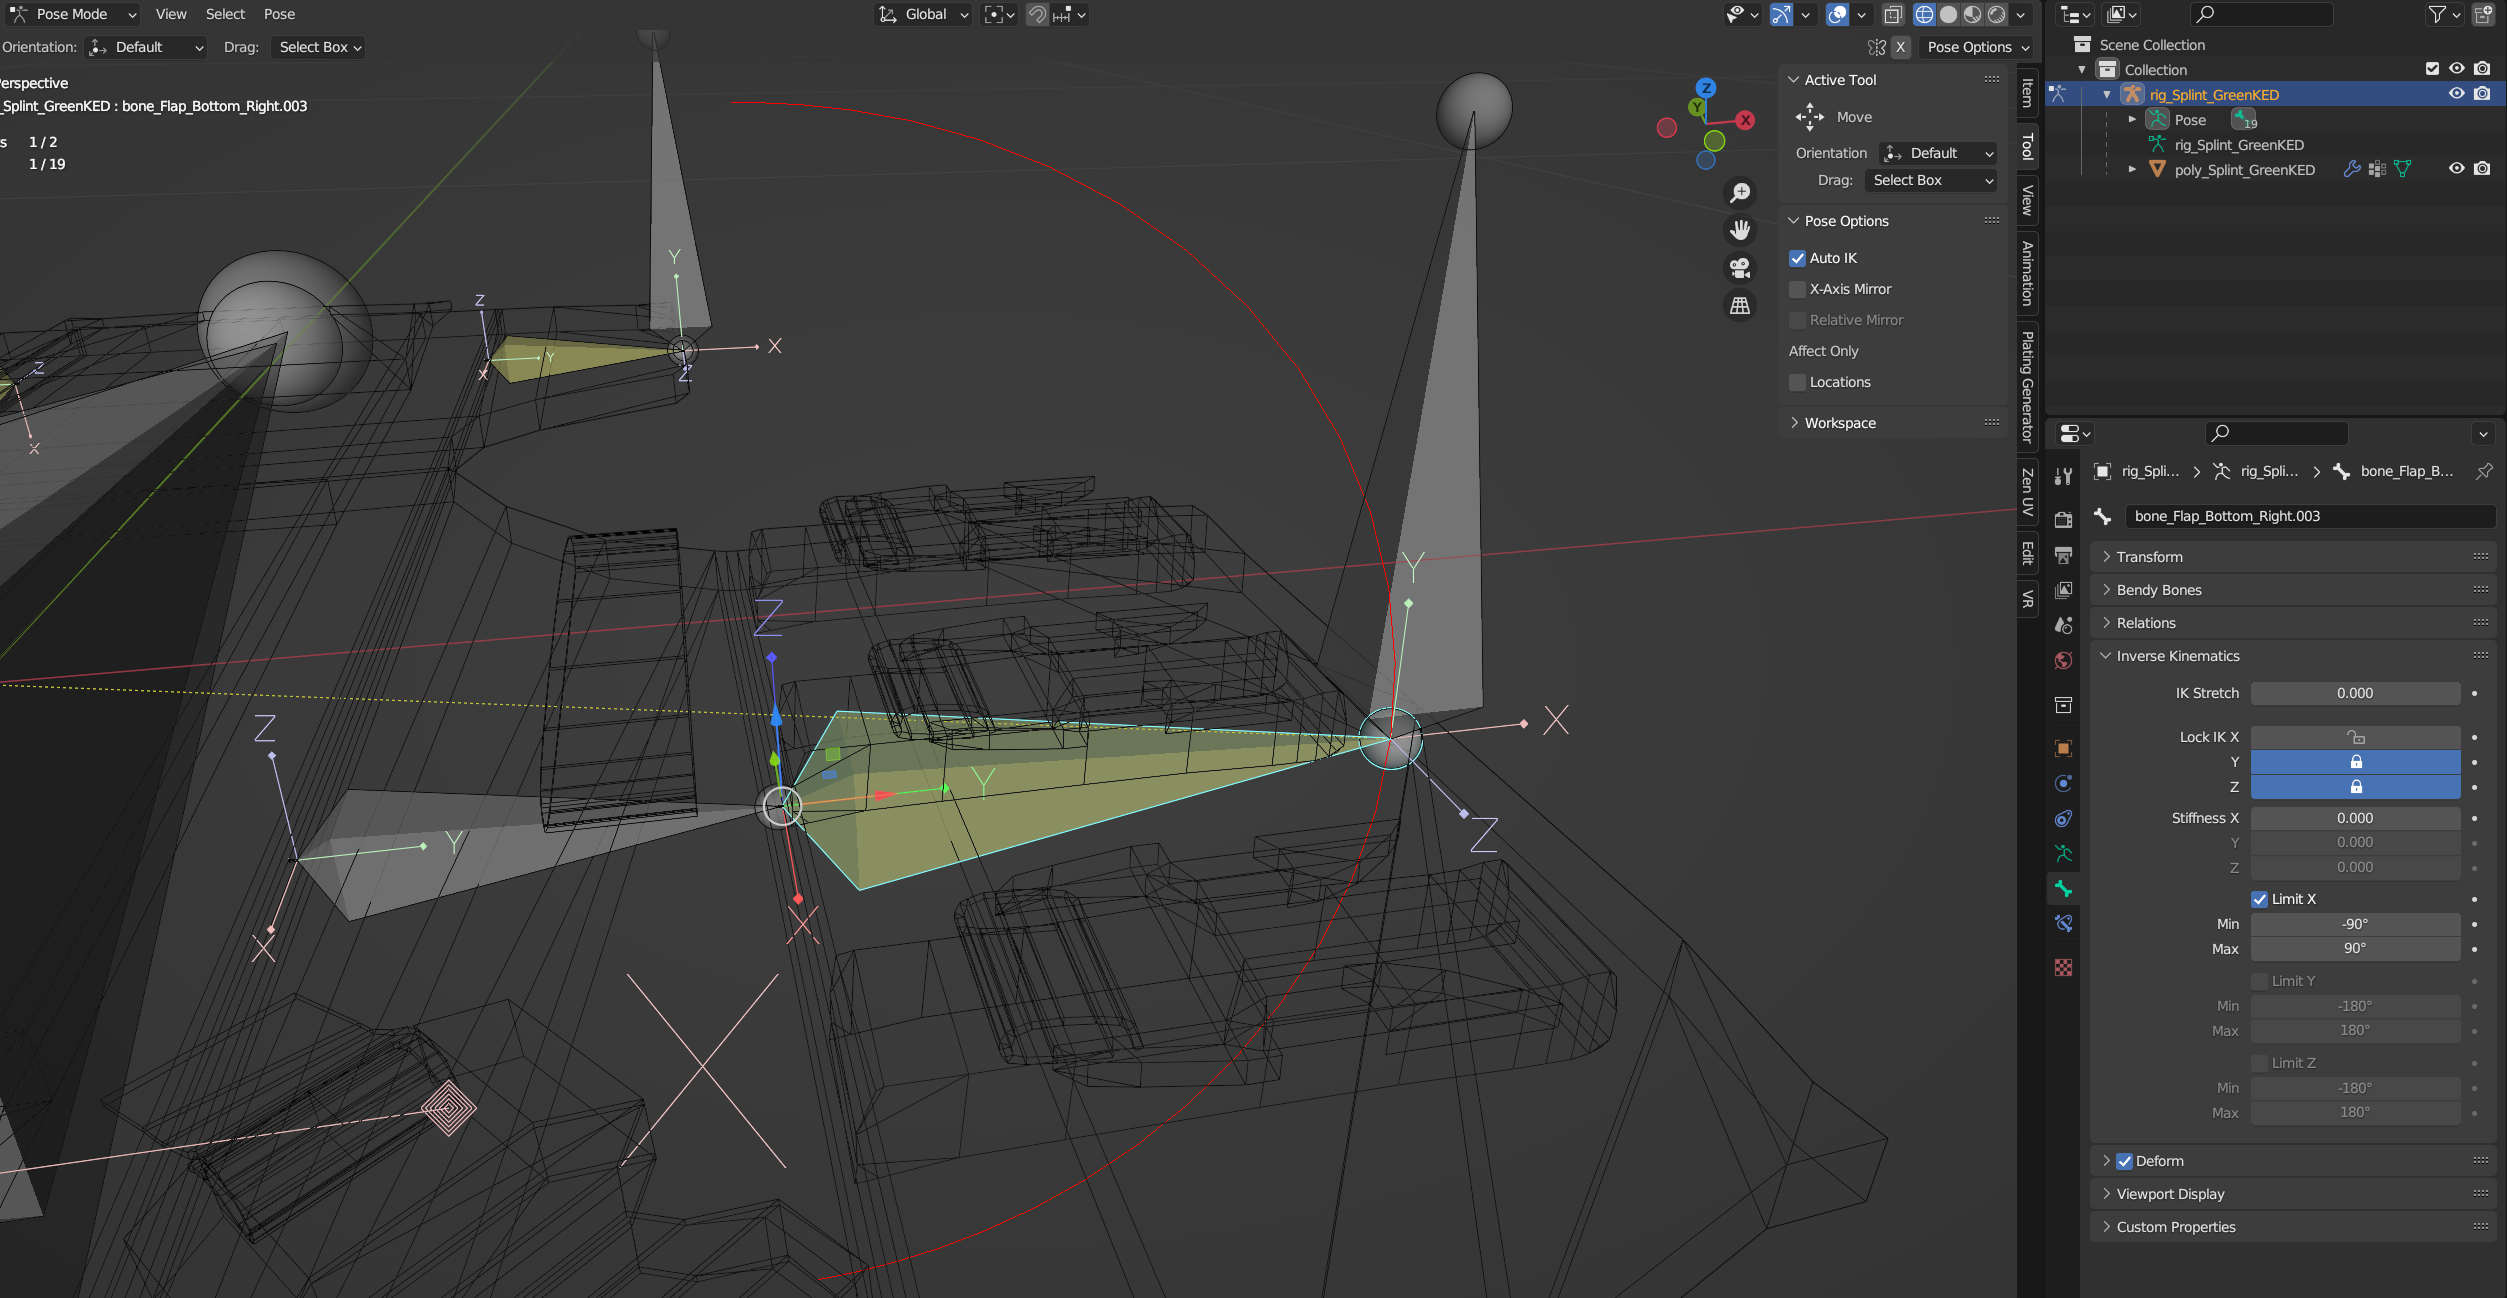 Pose Mode View Select Pose
Global
Orientation: Default Drag: Select Box
X Pose Options
erspective
_Splint_GreenKED : bone_Flap_Bottom_Right.003
s 1 / 2
1 / 19
Z
Y
X
Y
X
Z
Z
Y
X
Z
X
Z
Y
X
Z
Y
X
Y
X
Z
Active Tool
Move
Orientation Default
Drag: Select Box
Pose Options
Auto IK
X-Axis Mirror
Relative Mirror
Affect Only
Locations
Workspace
Item
Tool
View
Animation
Plating Generator
Zen UV
Edit
VR
Scene Collection
Collection
rig_Splint_GreenKED
Pose 19
rig_Splint_GreenKED
poly_Splint_GreenKED
rig_Spli... rig_Spli... bone_Flap_B...
bone_Flap_Bottom_Right.003
Transform
Bendy Bones
Relations
Inverse Kinematics
IK Stretch 0.000
Lock IK X
Y
Z
Stiffness X 0.000
Y 0.000
Z 0.000
Limit X
Min -90°
Max 90°
Limit Y
Min -180°
Max 180°
Limit Z
Min -180°
Max 180°
Deform
Viewport Display
Custom Properties